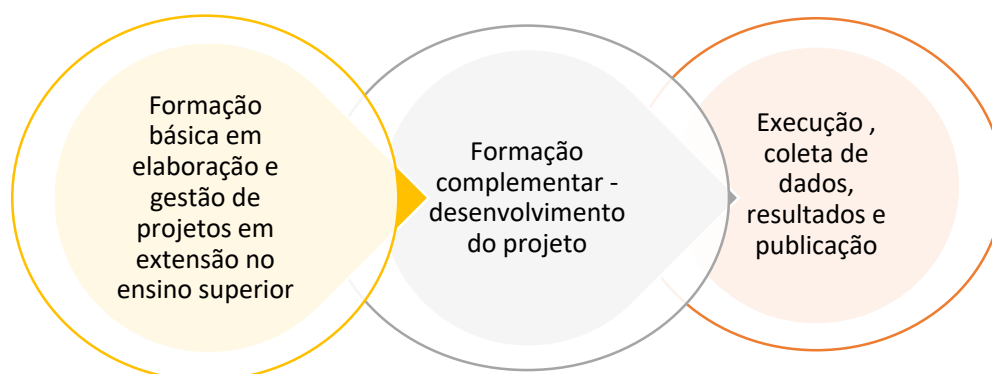 Formação
básica em
elaboração e
gestão de
projetos em
extensão no
ensino superior
Formação
complementar -
desenvolvimento
do projeto
Execução ,
coleta de
dados,
resultados e
publicação